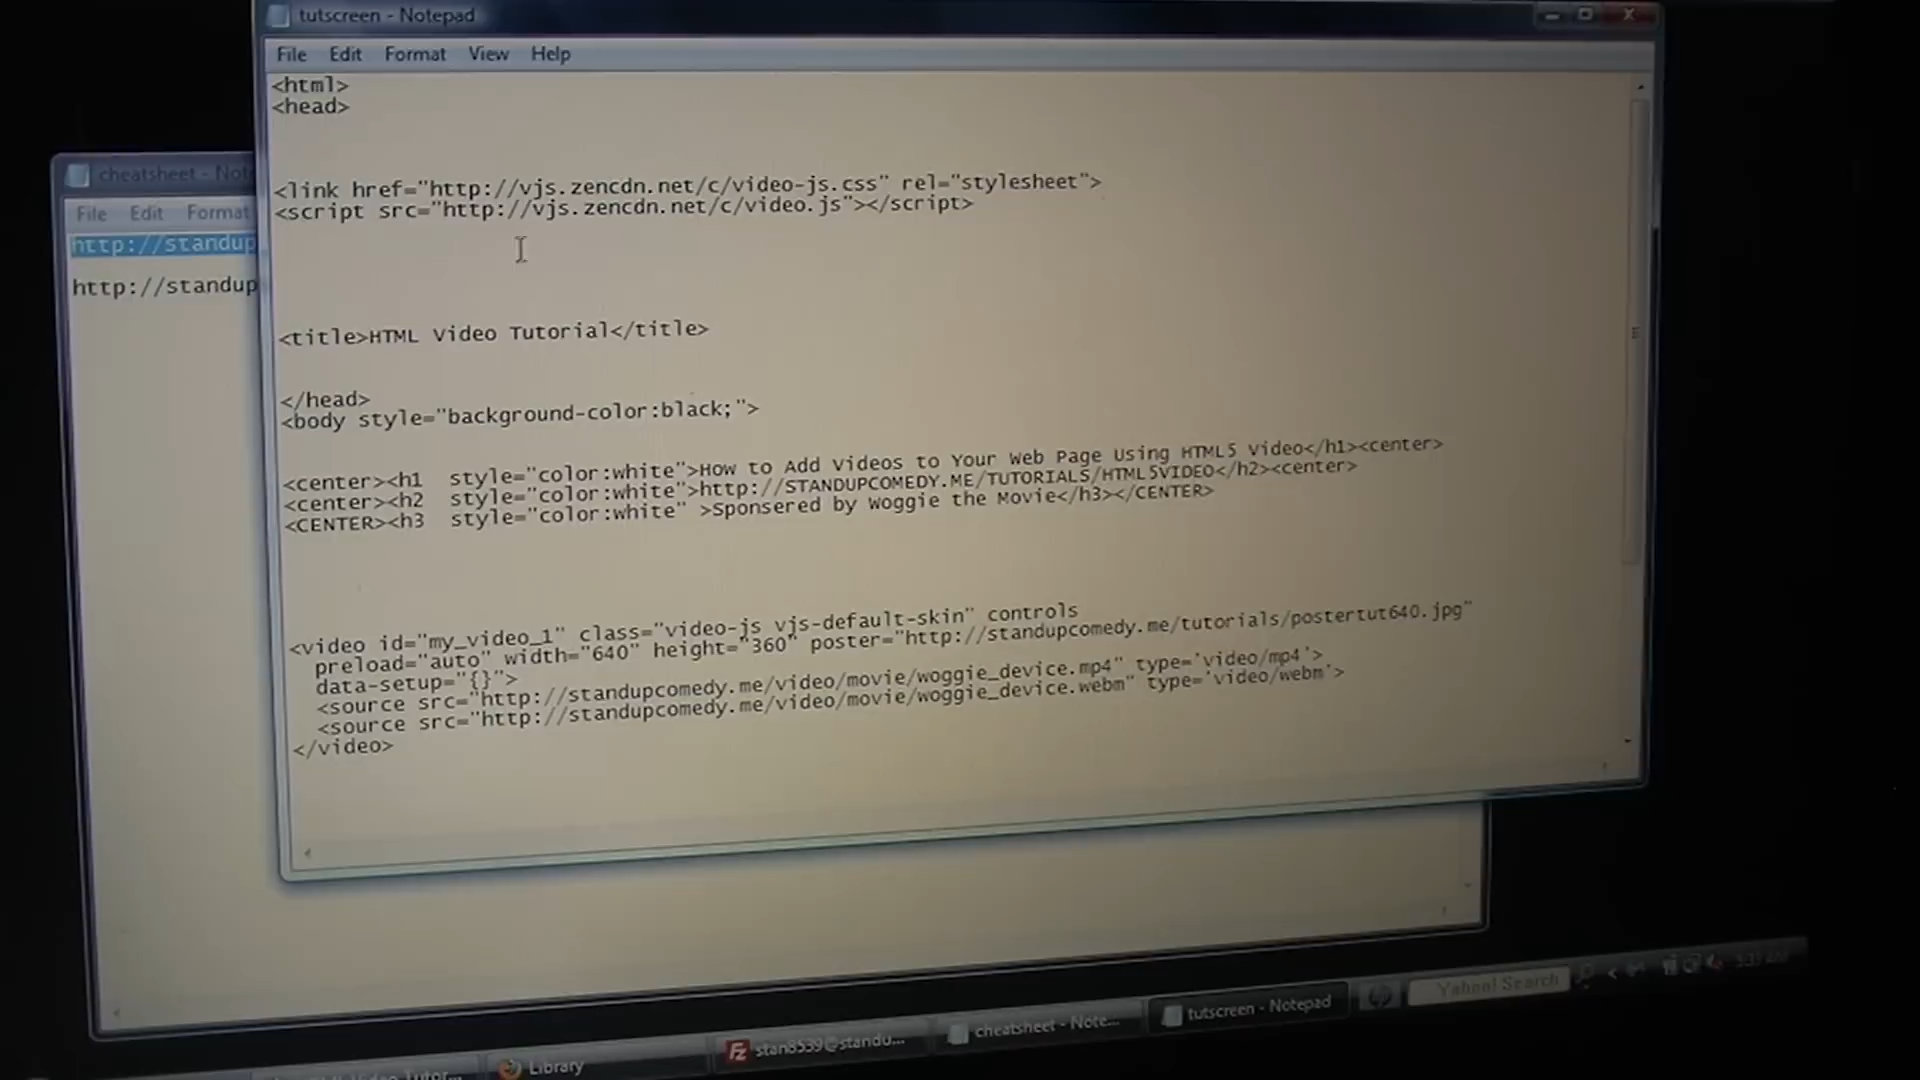 tutscreen - Notepad
File Edit Format View Help
<html>
<head>
<link href="http://vjs.zencdn.net/c/video-js.css" rel="stylesheet">
<script src="http://vjs.zencdn.net/c/video.js"></script>
<title>HTML Video Tutorial</title>
</head>
<body style="background-color:black;">
<center><h1  style="color:white">How to Add Videos to Your Web Page Using HTML5 Video</h1><center>
<center><h2  style="color:white">http://STANDUPCOMEDY.ME/TUTORIALS/HTML5VIDEO</h2><center>
<CENTER><h3  style="color:white" >Sponsered by Woggie the Movie</h3></CENTER>
<video id="my_video_1" class="video-js vjs-default-skin" controls
preload="auto" width="640" height="360" poster="http://standupcomedy.me/tutorials/postertut640.jpg"
data-setup="{}">
<source src="http://standupcomedy.me/video/movie/woggie_device.mp4" type='video/mp4'>
<source src="http://standupcomedy.me/video/movie/woggie_device.webm" type='video/webm'>
</video>
cheatsheet - Not
File Edit Format
http://standup
http://standup
Library
stan8539@standu...
cheatsheet - Note...
tutscreen - Notepad
hp
Yahoo! Search